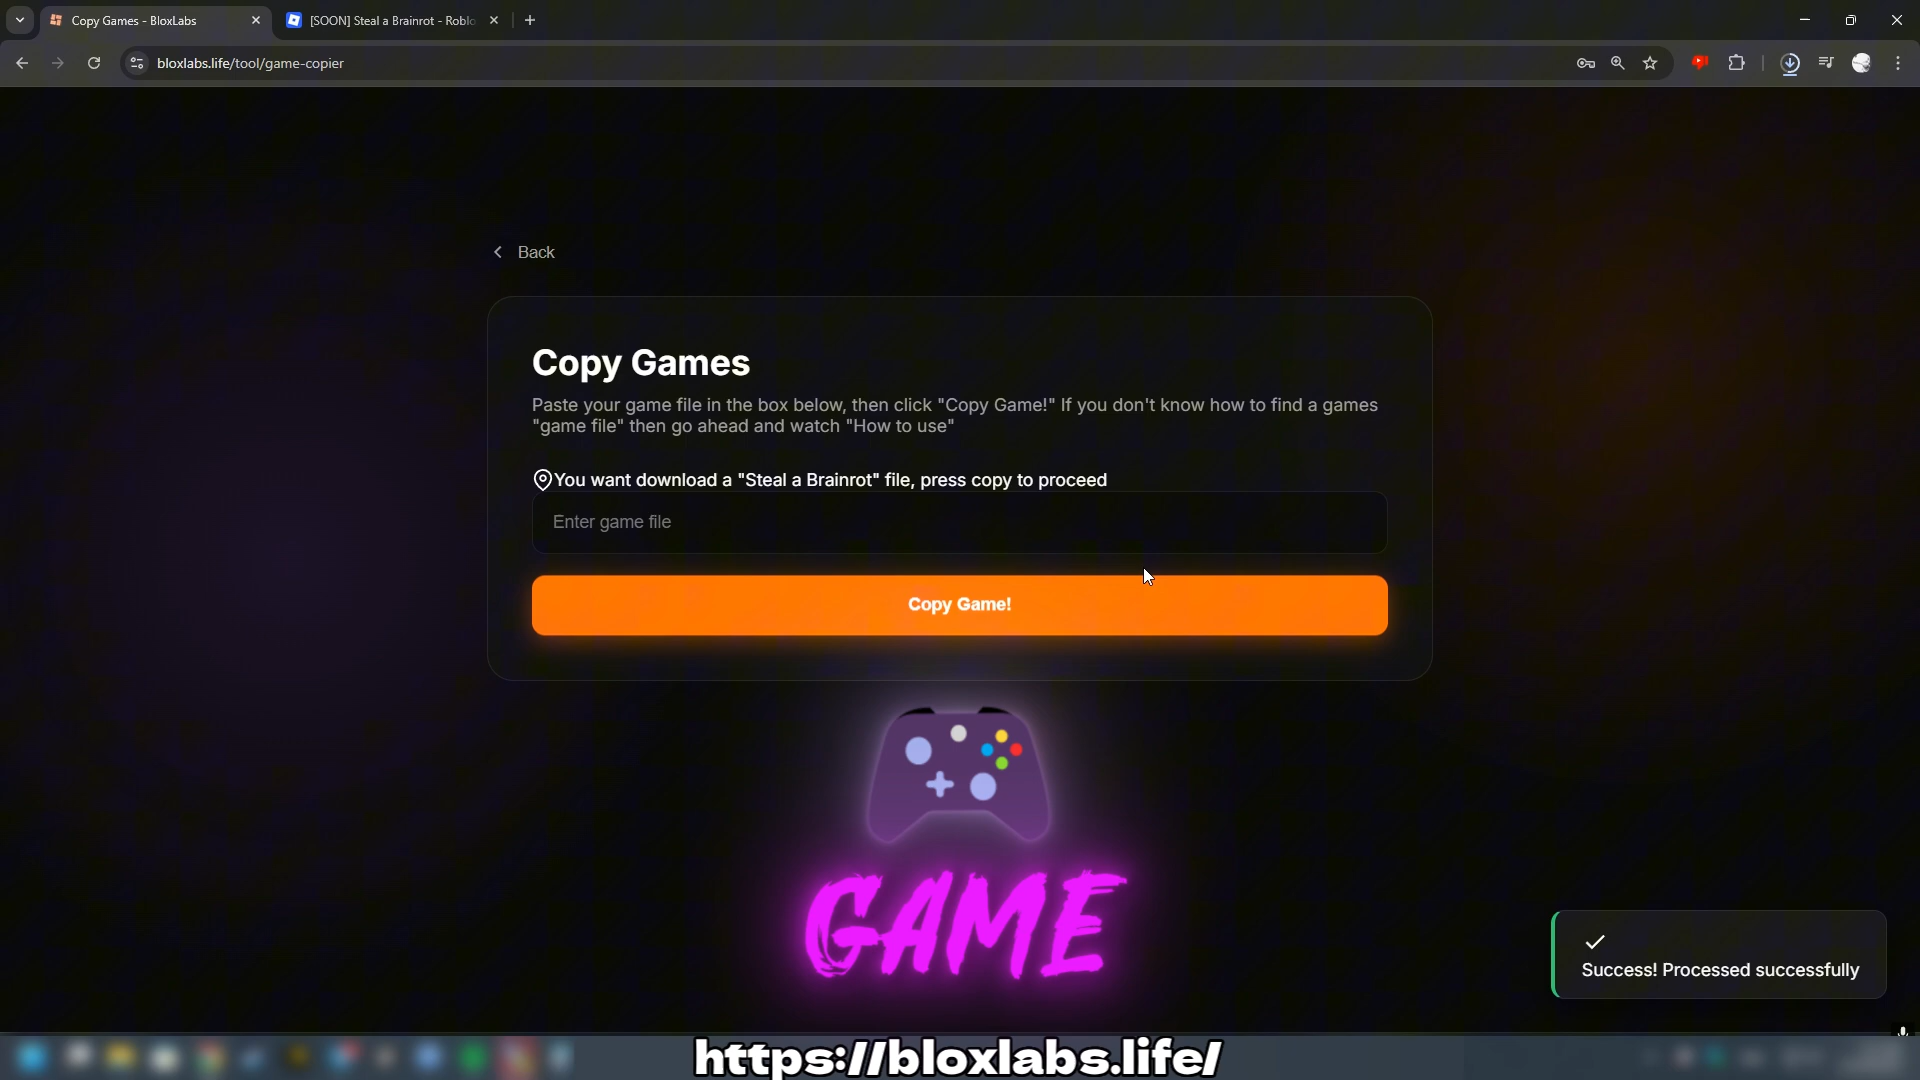 Copy Games - BloxLabs
[SOON] Steal a Brainrot - Roblo
bloxlabs.life/tool/game-copier
Back
Copy Games
Paste your game file in the box below, then click "Copy Game!" If you don't know how to find a games
"game file" then go ahead and watch "How to use"
You want download a "Steal a Brainrot" file, press copy to proceed
Enter game file
Copy Game!
GAME
Success! Processed successfully
https://bloxlabs.life/